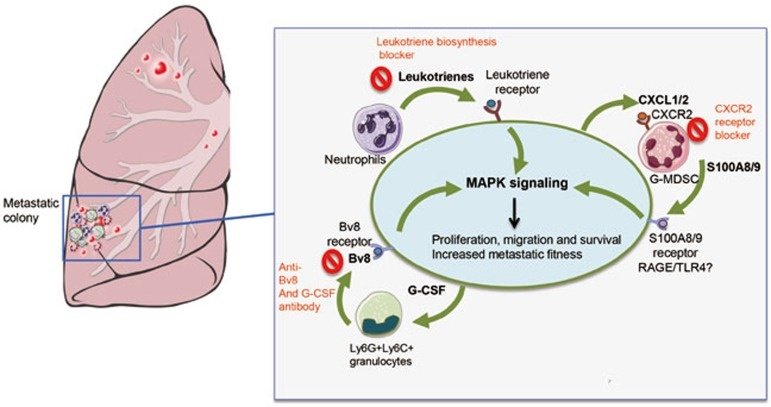 Leukotriene biosynthesis
blocker
Leukotrienes
Leukotriene
receptor
Neutrophils
CXCL1/2
CXCR2
CXCR2
receptor
blocker
G-MDSC
S100A8/9
MAPK signaling
Metastatic
colony
Bv8
receptor
Bv8
Proliferation, migration and survival
Increased metastatic fitness
S100A8/9
receptor
RAGE/TLR4?
Anti-
Bv8
And G-CSF
antibody
G-CSF
Ly6G+Ly6C+
granulocytes